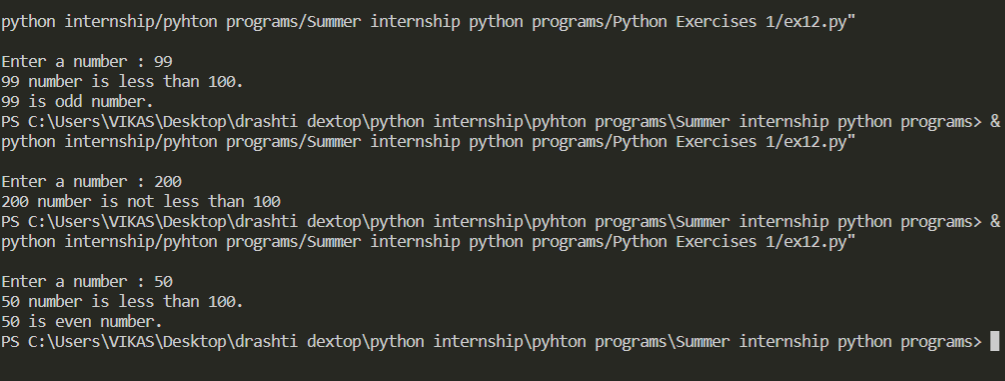 python internship/pyhton programs/Summer internship python programs/Python Exercises 1/ex12.py"
Enter a number : 99
99 number is less than 100.
99 is odd number.
PS C:\Users\VIKAS\Desktop\drashti dextop\python internship\pyhton programs\Summer internship python programs> &
python internship/pyhton programs/Summer internship python programs/Python Exercises 1/ex12.py"
Enter a number : 200
200 number is not less than 100
PS C:\Users\VIKAS\Desktop\drashti dextop\python internship\pyhton programs\Summer internship python programs> &
python internship/pyhton programs/Summer internship python programs/Python Exercises 1/ex12.py"
Enter a number : 50
50 number is less than 100.
50 is even number.
PS C:\Users\VIKAS\Desktop\drashti dextop\python internship\pyhton programs\Summer internship python programs>